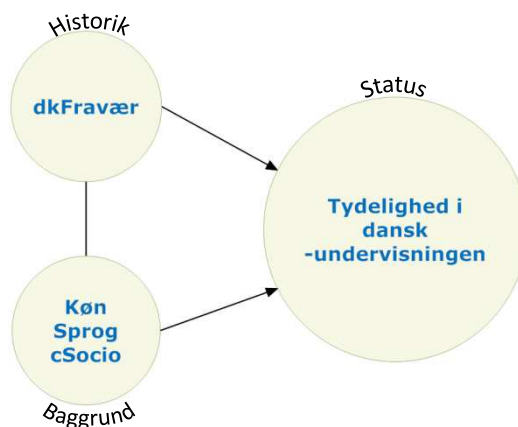 Historik
dkFravær
Status
Tydelighed i
dansk
-undervisningen
Køn
Sprog
cSocio
Baggrund